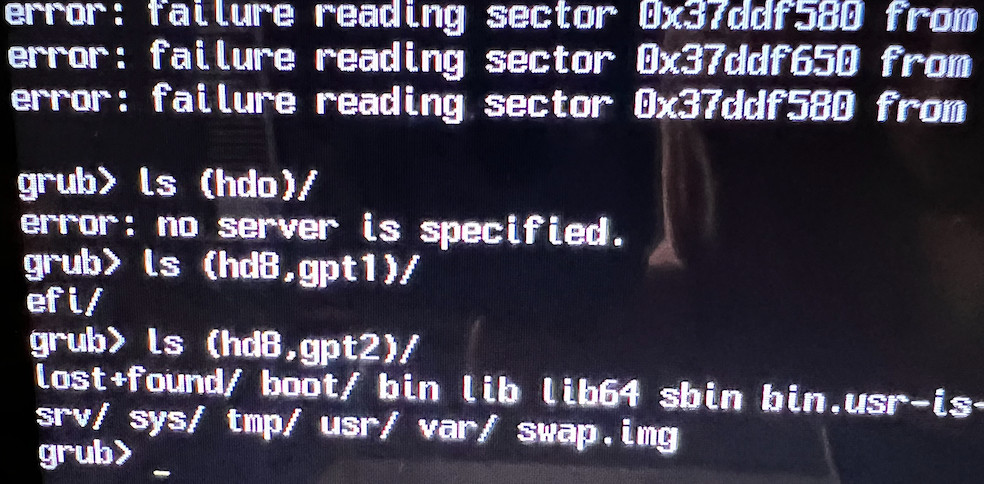 error: failure reading sector 0x37ddf580 from
error: failure reading sector 0x37ddf650 from
error: failure reading sector 0x37ddf580 from
grub> ls (hdo)/
error: no server is specified.
grub> ls (hd8,gpt1)/
efi/
grub> ls (hd8,gpt2)/
lost+found/ boot/ bin lib lib64 sbin bin.usr-is-
srv/ sys/ tmp/ usr/ var/ swap.img
grub> _